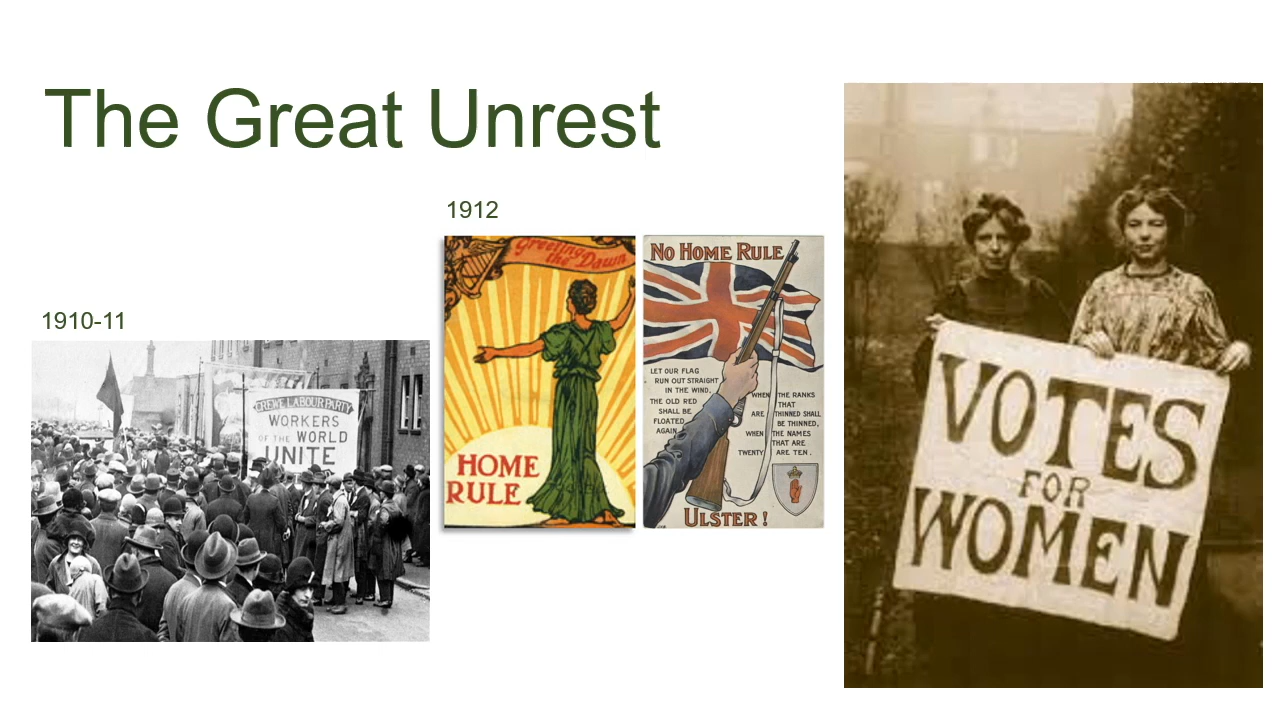 The Great Unrest
1912
1910-11
CREWE LABOUR PARTY
WORKERS
OF THE WORLD
UNITE
Greeting
the Dawn
HOME
RULE
NO HOME RULE
LET OUR FLAG
RUN OUT STRAIGHT
IN THE WIND,
THE OLD RED
SHALL BE
FLOATED
AGAIN,
WHEN THE RANKS
THAT
ARE THINNED SHALL
BE THINNED,
WHEN THE NAMES
THAT ARE
TWENTY ARE TEN.
ULSTER!
VOTES
FOR
WOMEN